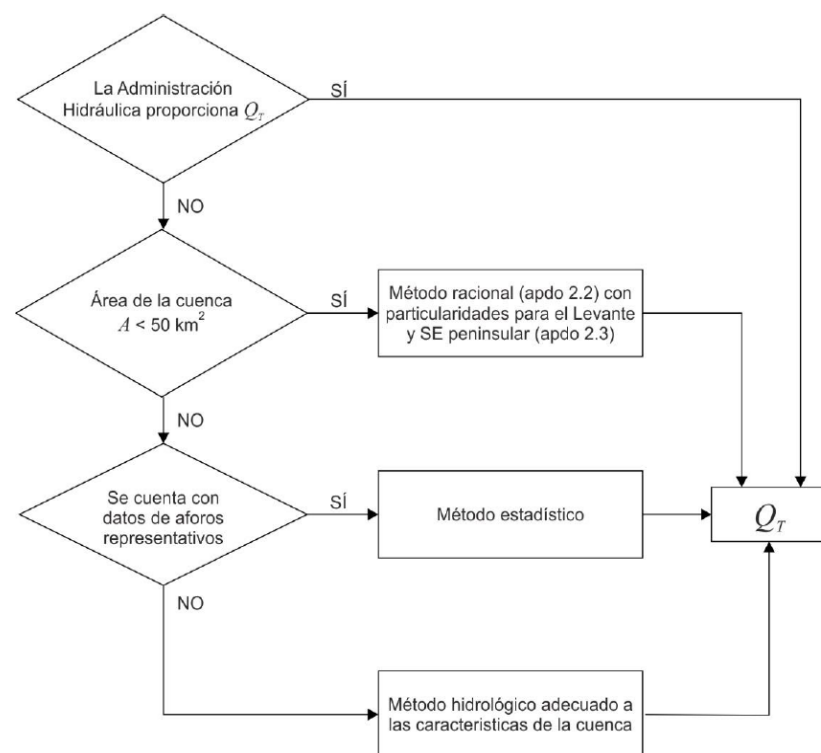 La Administración
Hidráulica proporciona Q_T
SÍ
NO
Área de la cuenca
A < 50 km²
SÍ
Método racional (apdo 2.2) con
particularidades para el Levante
y SE peninsular (apdo 2.3)
NO
Se cuenta con
datos de aforos
representativos
SÍ
Método estadístico
Q_T
NO
Método hidrológico adecuado a
las caracteristicas de la cuenca